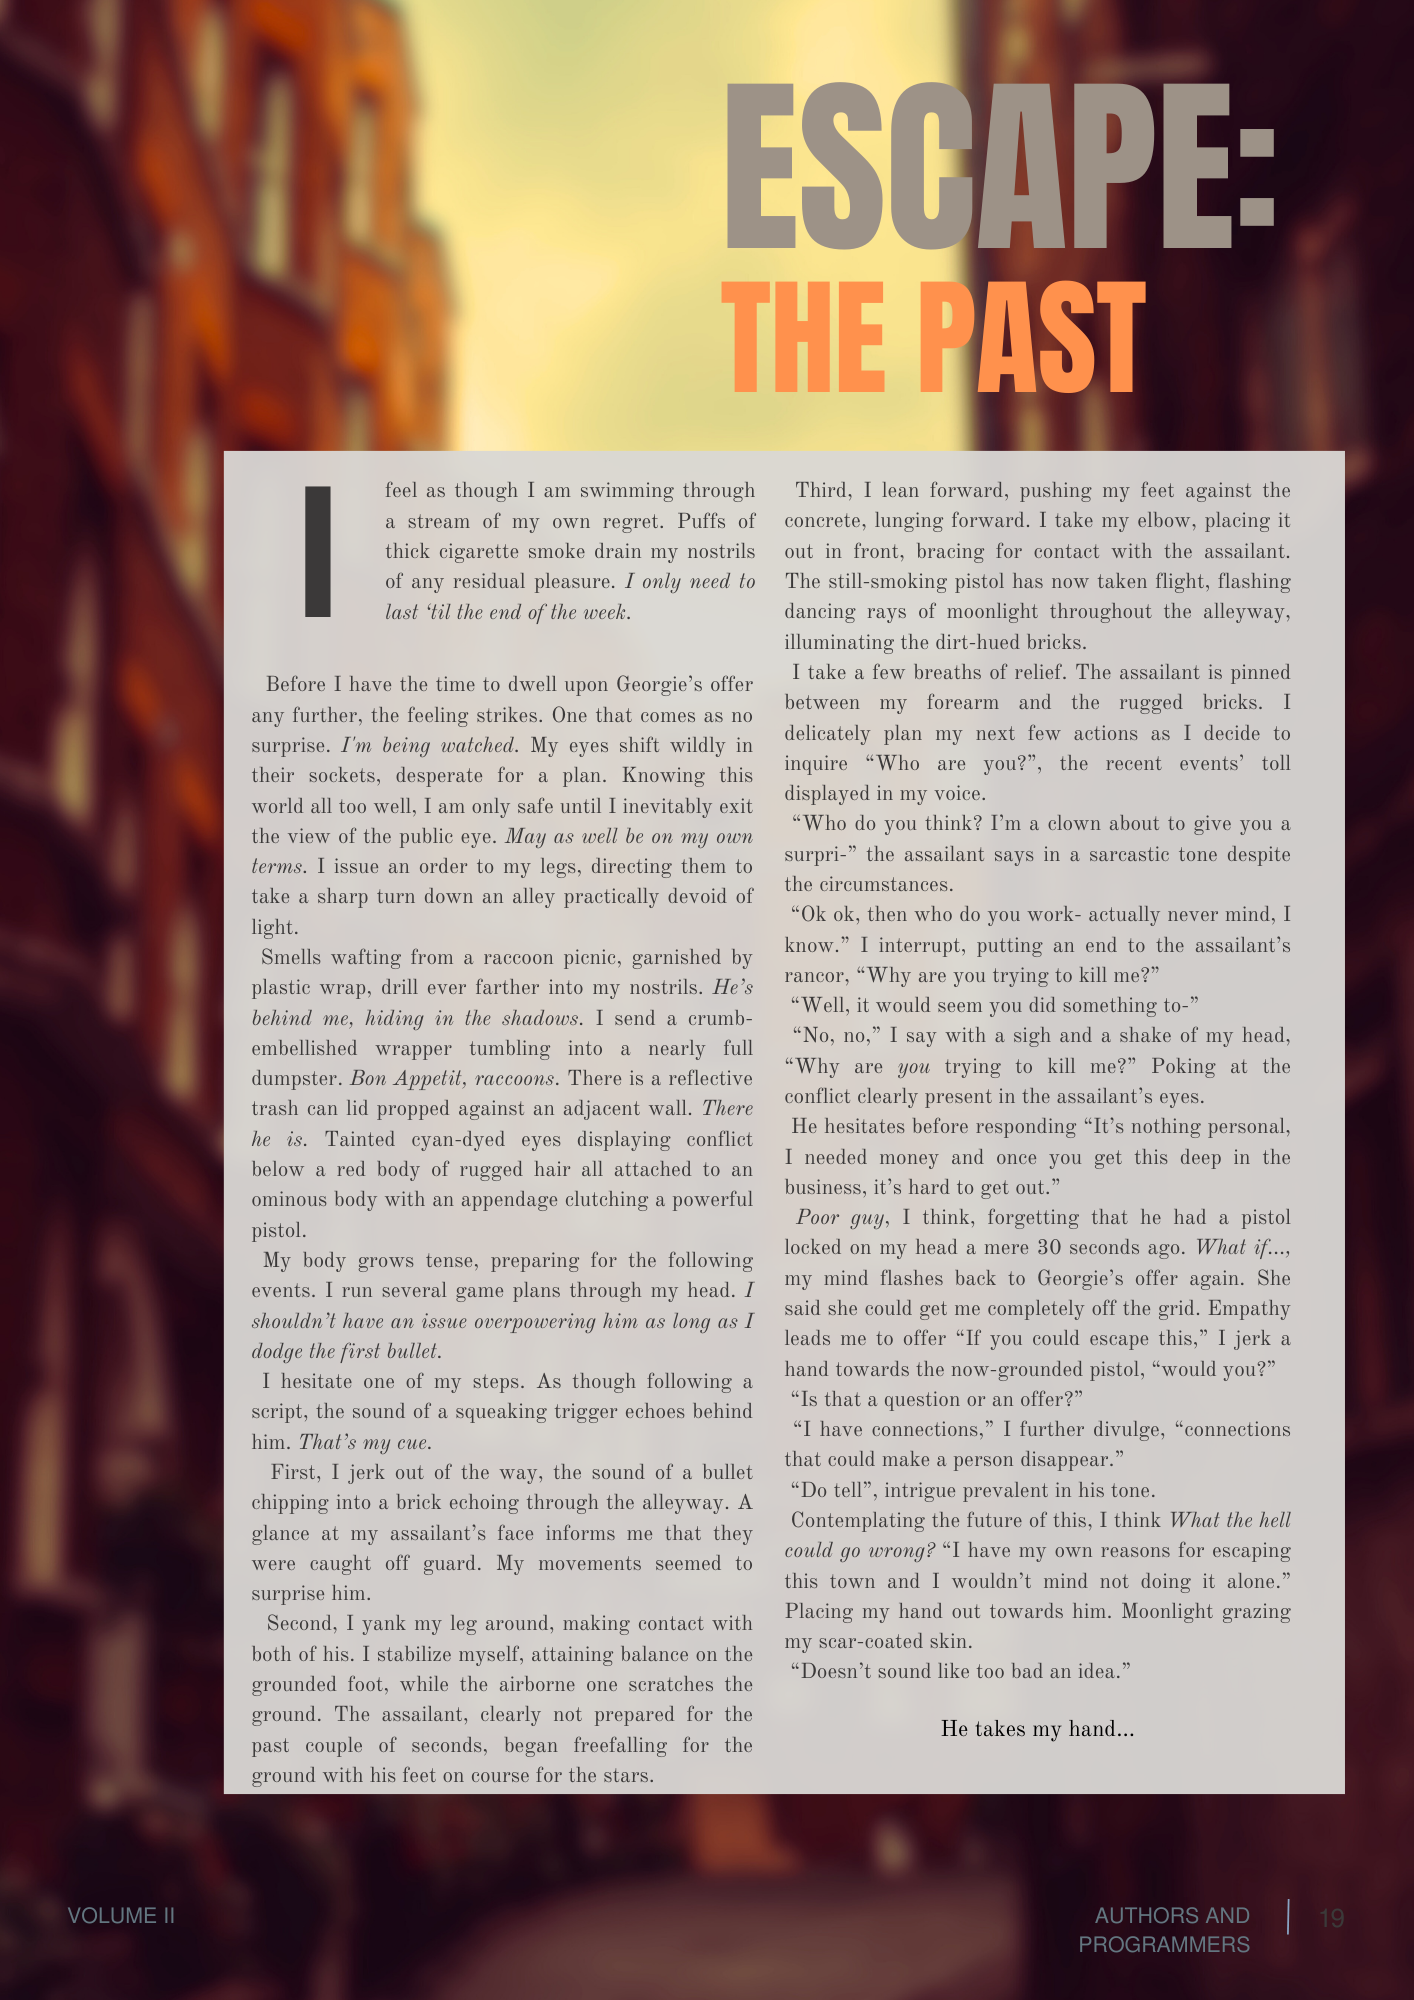 ESCAPE:
THE PAST
I feel as though I am swimming through
a stream of my own regret. Puffs of
thick cigarette smoke drain my nostrils
of any residual pleasure. I only need to
last ‘til the end of the week.
Before I have the time to dwell upon Georgie’s offer
any further, the feeling strikes. One that comes as no
surprise. I'm being watched. My eyes shift wildly in
their sockets, desperate for a plan. Knowing this
world all too well, I am only safe until I inevitably exit
the view of the public eye. May as well be on my own
terms. I issue an order to my legs, directing them to
take a sharp turn down an alley practically devoid of
light.
Smells wafting from a raccoon picnic, garnished by
plastic wrap, drill ever farther into my nostrils. He’s
behind me, hiding in the shadows. I send a crumb-
embellished wrapper tumbling into a nearly full
dumpster. Bon Appetit, raccoons. There is a reflective
trash can lid propped against an adjacent wall. There
he is. Tainted cyan-dyed eyes displaying conflict
below a red body of rugged hair all attached to an
ominous body with an appendage clutching a powerful
pistol.
My body grows tense, preparing for the following
events. I run several game plans through my head. I
shouldn’t have an issue overpowering him as long as I
dodge the first bullet.
I hesitate one of my steps. As though following a
script, the sound of a squeaking trigger echoes behind
him. That’s my cue.
First, I jerk out of the way, the sound of a bullet
chipping into a brick echoing through the alleyway. A
glance at my assailant’s face informs me that they
were caught off guard. My movements seemed to
surprise him.
Second, I yank my leg around, making contact with
both of his. I stabilize myself, attaining balance on the
grounded foot, while the airborne one scratches the
ground. The assailant, clearly not prepared for the
past couple of seconds, began freefalling for the
ground with his feet on course for the stars.
Third, I lean forward, pushing my feet against the
concrete, lunging forward. I take my elbow, placing it
out in front, bracing for contact with the assailant.
The still-smoking pistol has now taken flight, flashing
dancing rays of moonlight throughout the alleyway,
illuminating the dirt-hued bricks.
I take a few breaths of relief. The assailant is pinned
between my forearm and the rugged bricks. I
delicately plan my next few actions as I decide to
inquire “Who are you?”, the recent events’ toll
displayed in my voice.
“Who do you think? I’m a clown about to give you a
surpri-” the assailant says in a sarcastic tone despite
the circumstances.
“Ok ok, then who do you work- actually never mind, I
know.” I interrupt, putting an end to the assailant’s
rancor, “Why are you trying to kill me?”
“Well, it would seem you did something to-”
“No, no,” I say with a sigh and a shake of my head,
“Why are you trying to kill me?” Poking at the
conflict clearly present in the assailant’s eyes.
He hesitates before responding “It’s nothing personal,
I needed money and once you get this deep in the
business, it’s hard to get out.”
Poor guy, I think, forgetting that he had a pistol
locked on my head a mere 30 seconds ago. What if...,
my mind flashes back to Georgie’s offer again. She
said she could get me completely off the grid. Empathy
leads me to offer “If you could escape this,” I jerk a
hand towards the now-grounded pistol, “would you?”
“Is that a question or an offer?”
“I have connections,” I further divulge, “connections
that could make a person disappear.”
“Do tell”, intrigue prevalent in his tone.
Contemplating the future of this, I think What the hell
could go wrong? “I have my own reasons for escaping
this town and I wouldn’t mind not doing it alone.”
Placing my hand out towards him. Moonlight grazing
my scar-coated skin.
“Doesn’t sound like too bad an idea.”
He takes my hand...
VOLUME II
AUTHORS AND
PROGRAMMERS
19